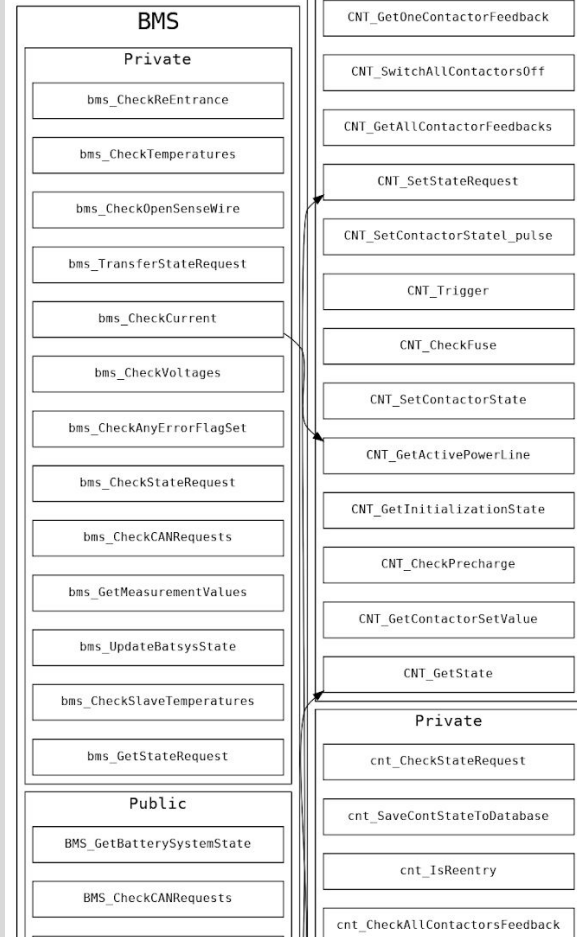 BMS
Private
bms_CheckReEntrance
bms_CheckTemperatures
bms_CheckOpenSenseWire
bms_TransferStateRequest
bms_CheckCurrent
bms_CheckVoltages
bms_CheckAnyErrorFlagSet
bms_CheckStateRequest
bms_CheckCANRequests
bms_GetMeasurementValues
bms_UpdateBatsysState
bms_CheckSlaveTemperatures
bms_GetStateRequest
Public
BMS_GetBatterySystemState
BMS_CheckCANRequests
CNT_GetOneContactorFeedback
CNT_SwitchAllContactorsOff
CNT_GetAllContactorFeedbacks
CNT_SetStateRequest
CNT_SetContactorStatel_pulse
CNT_Trigger
CNT_CheckFuse
CNT_SetContactorState
CNT_GetActivePowerLine
CNT_GetInitializationState
CNT_CheckPrecharge
CNT_GetContactorSetValue
CNT_GetState
Private
cnt_CheckStateRequest
cnt_SaveContStateToDatabase
cnt_IsReentry
cnt_CheckAllContactorsFeedback